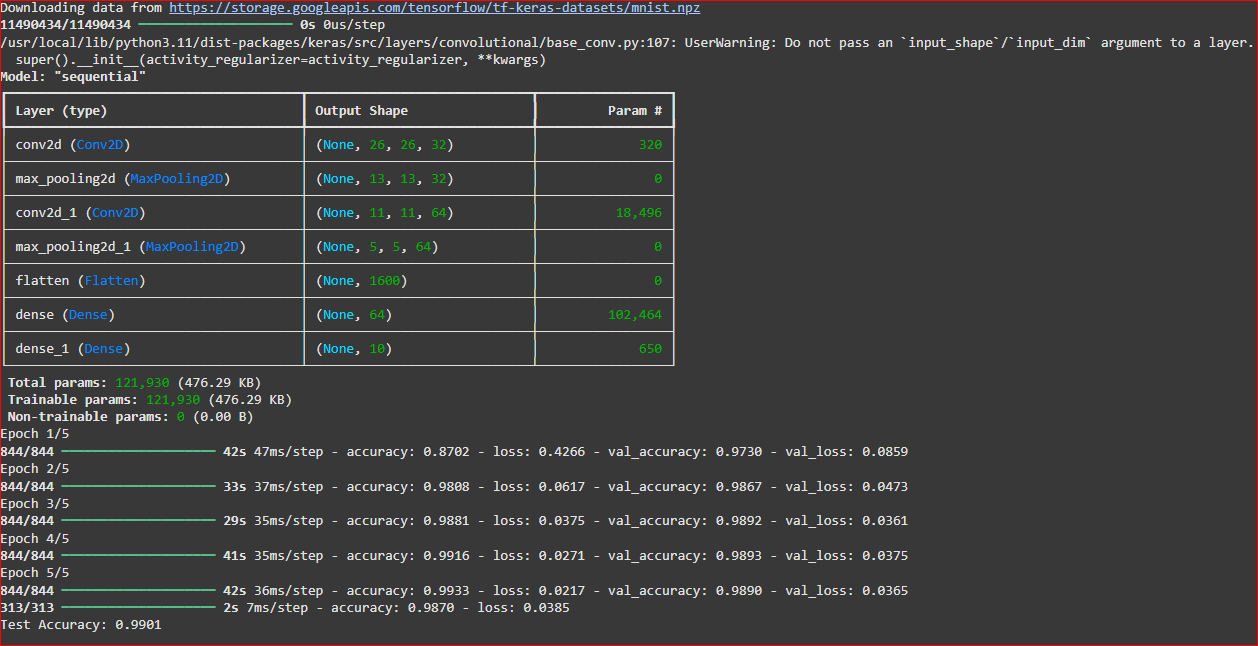 Downloading data from https://storage.googleapis.com/tensorflow/tf-keras-datasets/mnist.npz
11490434/11490434 ━━━━━━━━━━━━━━━━━━━━ 0s 0us/step
/usr/local/lib/python3.11/dist-packages/keras/src/layers/convolutional/base_conv.py:107: UserWarning: Do not pass an `input_shape`/`input_dim` argument to a layer.
super().__init__(activity_regularizer=activity_regularizer, **kwargs)
Model: "sequential"
Layer (type) Output Shape Param #
conv2d (Conv2D) (None, 26, 26, 32) 320
max_pooling2d (MaxPooling2D) (None, 13, 13, 32) 0
conv2d_1 (Conv2D) (None, 11, 11, 64) 18,496
max_pooling2d_1 (MaxPooling2D) (None, 5, 5, 64) 0
flatten (Flatten) (None, 1600) 0
dense (Dense) (None, 64) 102,464
dense_1 (Dense) (None, 10) 650
Total params: 121,930 (476.29 KB)
Trainable params: 121,930 (476.29 KB)
Non-trainable params: 0 (0.00 B)
Epoch 1/5
844/844 ━━━━━━━━━━━━━━━━━━━━ 42s 47ms/step - accuracy: 0.8702 - loss: 0.4266 - val_accuracy: 0.9730 - val_loss: 0.0859
Epoch 2/5
844/844 ━━━━━━━━━━━━━━━━━━━━ 33s 37ms/step - accuracy: 0.9808 - loss: 0.0617 - val_accuracy: 0.9867 - val_loss: 0.0473
Epoch 3/5
844/844 ━━━━━━━━━━━━━━━━━━━━ 29s 35ms/step - accuracy: 0.9881 - loss: 0.0375 - val_accuracy: 0.9892 - val_loss: 0.0361
Epoch 4/5
844/844 ━━━━━━━━━━━━━━━━━━━━ 41s 35ms/step - accuracy: 0.9916 - loss: 0.0271 - val_accuracy: 0.9893 - val_loss: 0.0375
Epoch 5/5
844/844 ━━━━━━━━━━━━━━━━━━━━ 42s 36ms/step - accuracy: 0.9933 - loss: 0.0217 - val_accuracy: 0.9890 - val_loss: 0.0365
313/313 ━━━━━━━━━━━━━━━━━━━━ 2s 7ms/step - accuracy: 0.9870 - loss: 0.0385
Test Accuracy: 0.9901